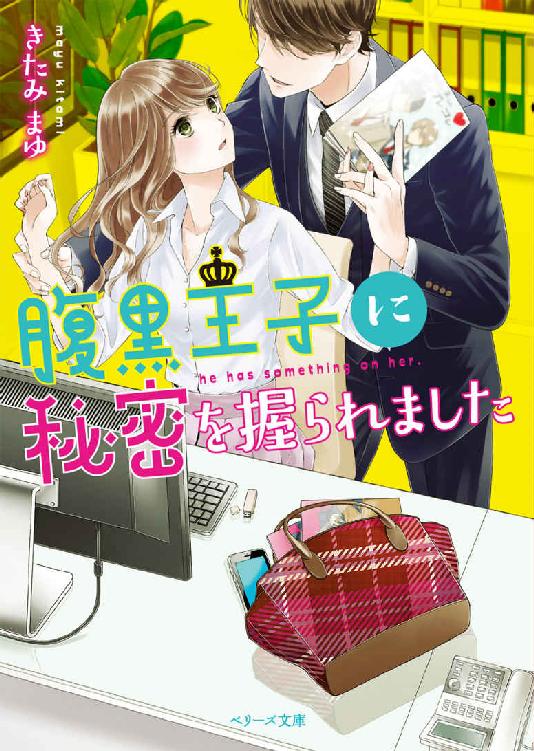 きたみ まゆ
mayu kitami
腹黒王子に
he has something on her.
秘密を握られました
ベリーズ文庫